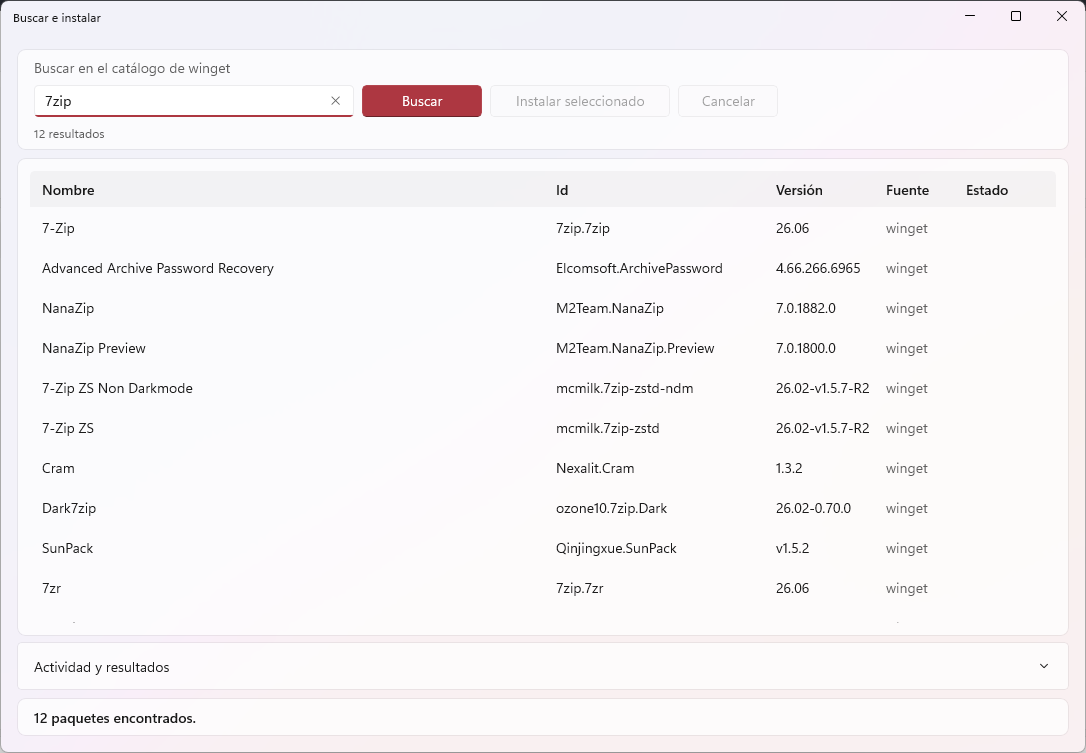 Buscar e instalar
Buscar en el catálogo de winget
7zip Buscar Instalar seleccionado Cancelar
12 resultados
Nombre Id Versión Fuente Estado
7-Zip 7zip.7zip 26.06 winget
Advanced Archive Password Recovery Elcomsoft.ArchivePassword 4.66.266.6965 winget
NanaZip M2Team.NanaZip 7.0.1882.0 winget
NanaZip Preview M2Team.NanaZip.Preview 7.0.1800.0 winget
7-Zip ZS Non Darkmode mcmilk.7zip-zstd-ndm 26.02-v1.5.7-R2 winget
7-Zip ZS mcmilk.7zip-zstd 26.02-v1.5.7-R2 winget
Cram Nexalit.Cram 1.3.2 winget
Dark7zip ozone10.7zip.Dark 26.02-0.70.0 winget
SunPack Qinjingxue.SunPack v1.5.2 winget
7zr 7zip.7zr 26.06 winget
Actividad y resultados
12 paquetes encontrados.